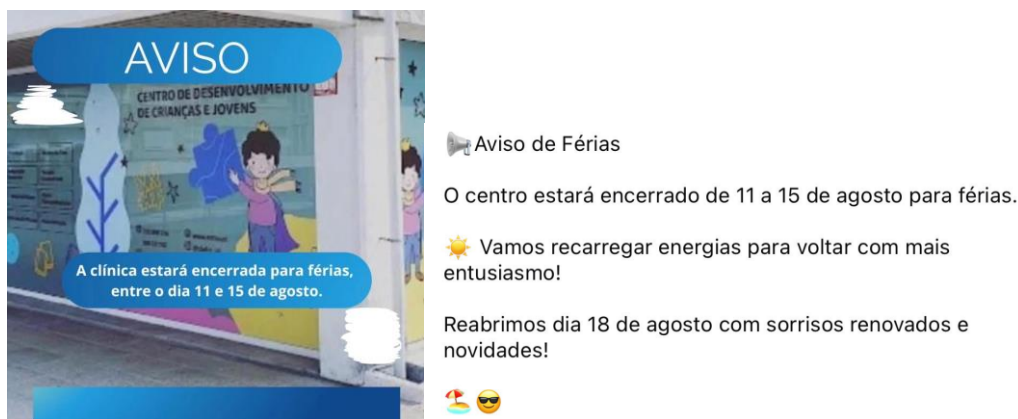 AVISO
CENTRO DE DESENVOLVIMENTO
DE CRIANÇAS E JOVENS
A clínica estará encerrada para férias,
entre o dia 11 e 15 de agosto.
📢Aviso de Férias
O centro estará encerrado de 11 a 15 de agosto para férias.
☀️ Vamos recarregar energias para voltar com mais
entusiasmo!
Reabrimos dia 18 de agosto com sorrisos renovados e
novidades!
🏖️😎